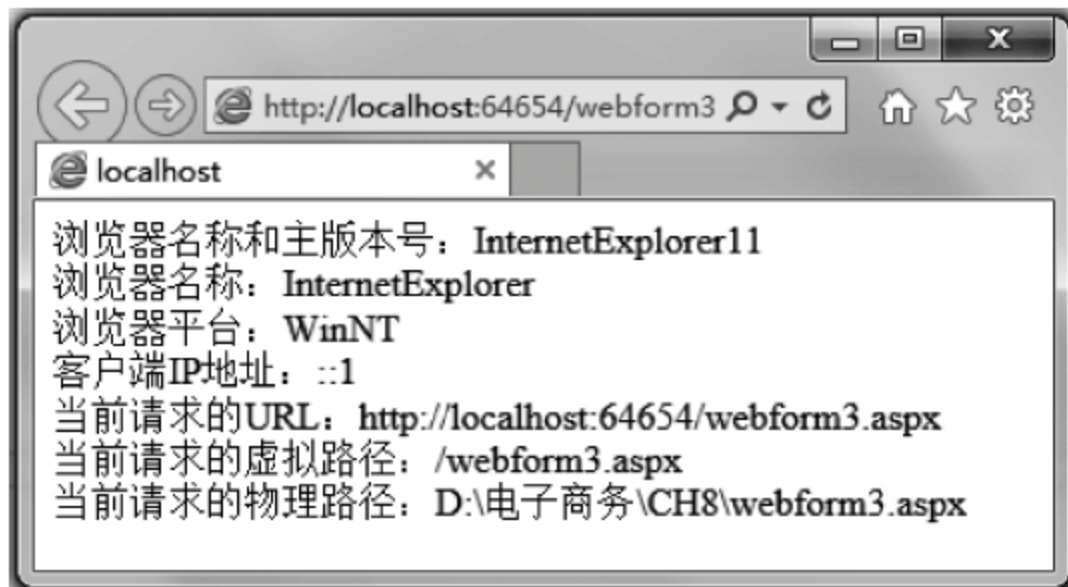 http://localhost:64654/webform3
localhost
浏览器名称和主版本号：InternetExplorer11
浏览器名称：InternetExplorer
浏览器平台：WinNT
客户端IP地址：::1
当前请求的URL：http://localhost:64654/webform3.aspx
当前请求的虚拟路径：/webform3.aspx
当前请求的物理路径：D:\电子商务\CH8\webform3.aspx